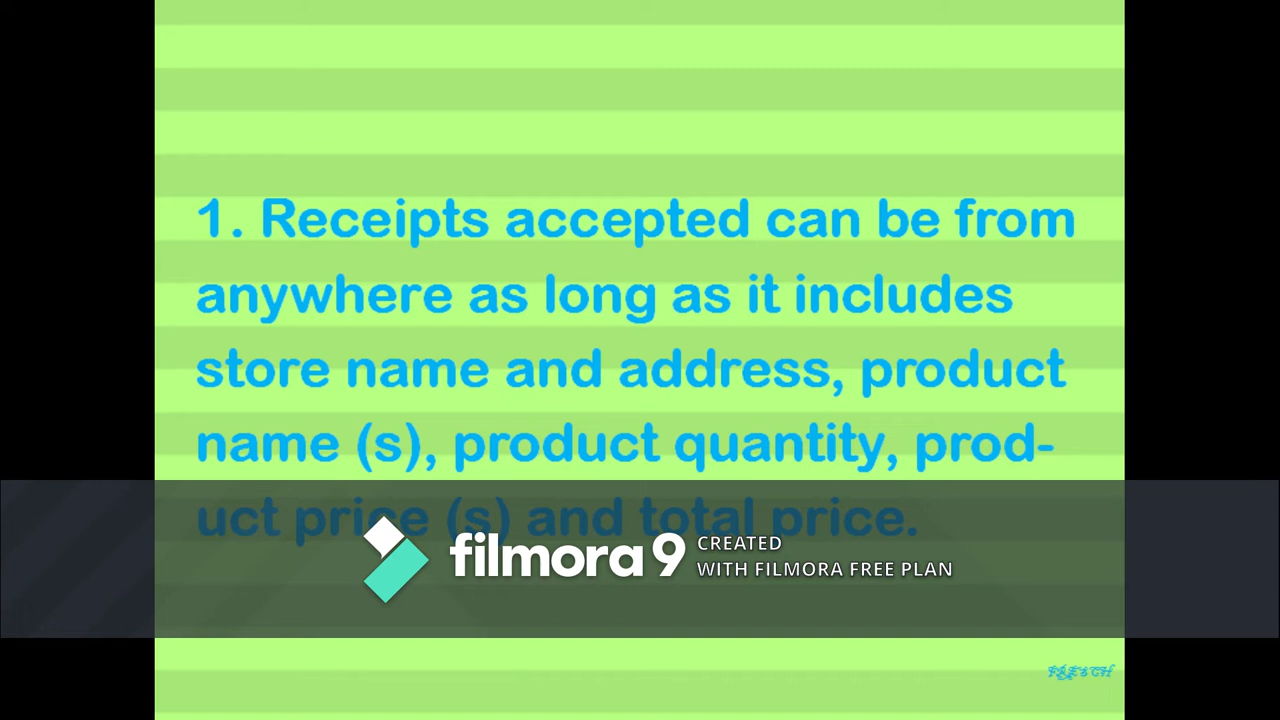 1. Receipts accepted can be from
anywhere as long as it includes
store name and address, product
name (s), product quantity, prod-
uct price (s) and total price.
filmora 9 CREATED
WITH FILMORA FREE PLAN